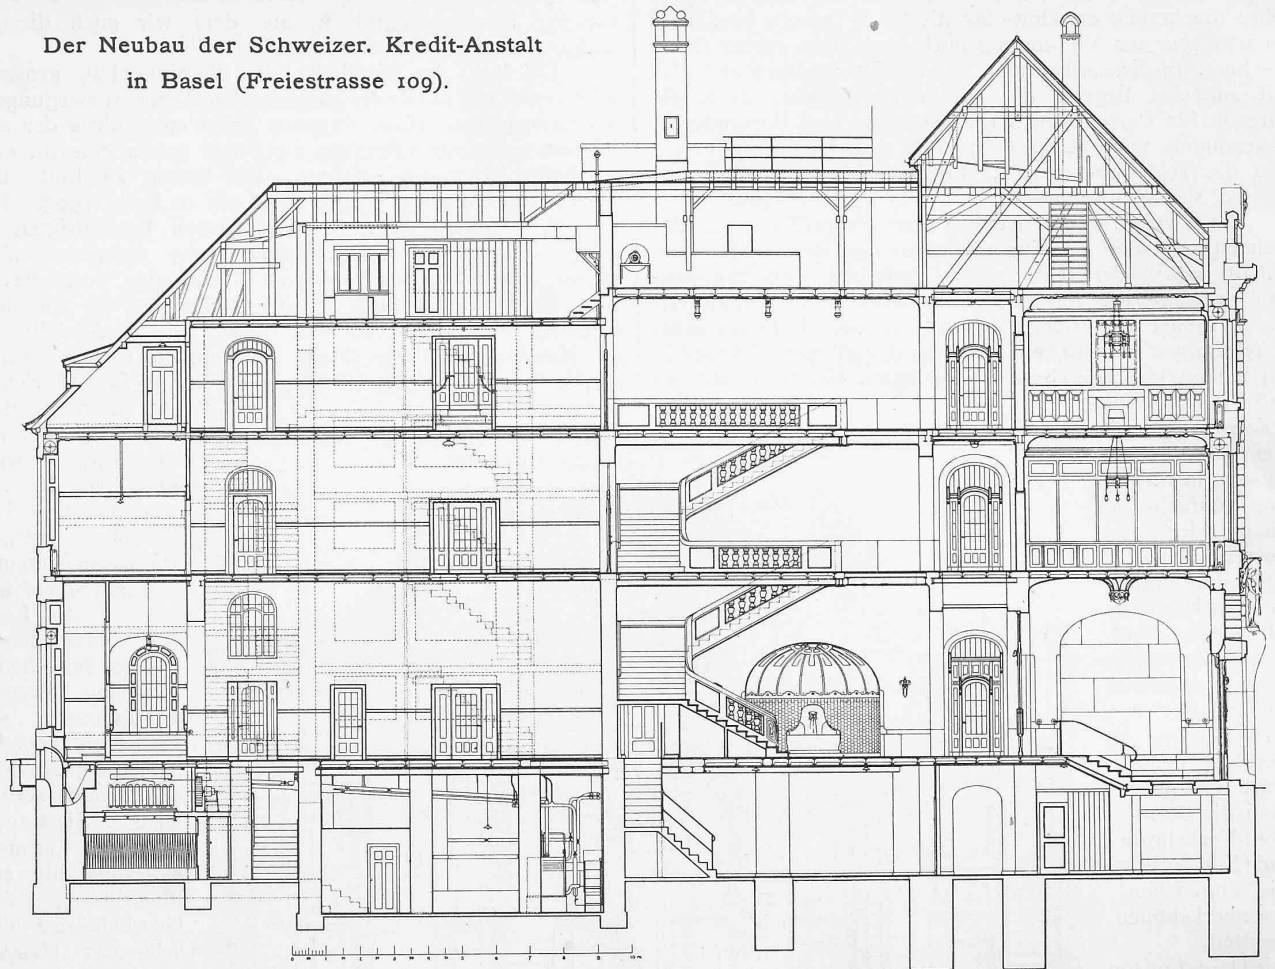 Der Neubau der Schweizer. Kredit-Anstalt
in Basel (Freiestrasse 109).